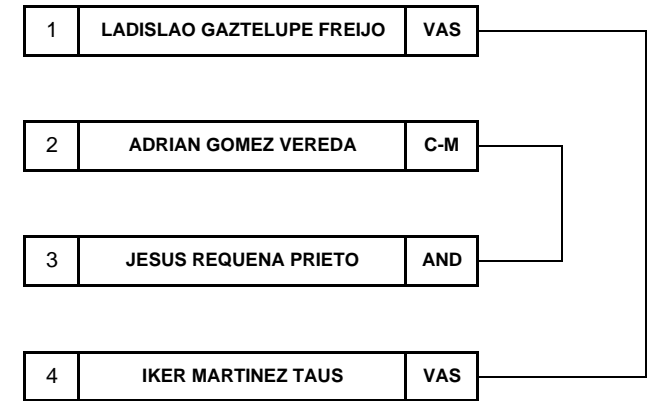 1 LADISLAO GAZTELUPE FREIJO VAS
2 ADRIAN GOMEZ VEREDA C-M
3 JESUS REQUENA PRIETO AND
4 IKER MARTINEZ TAUS VAS